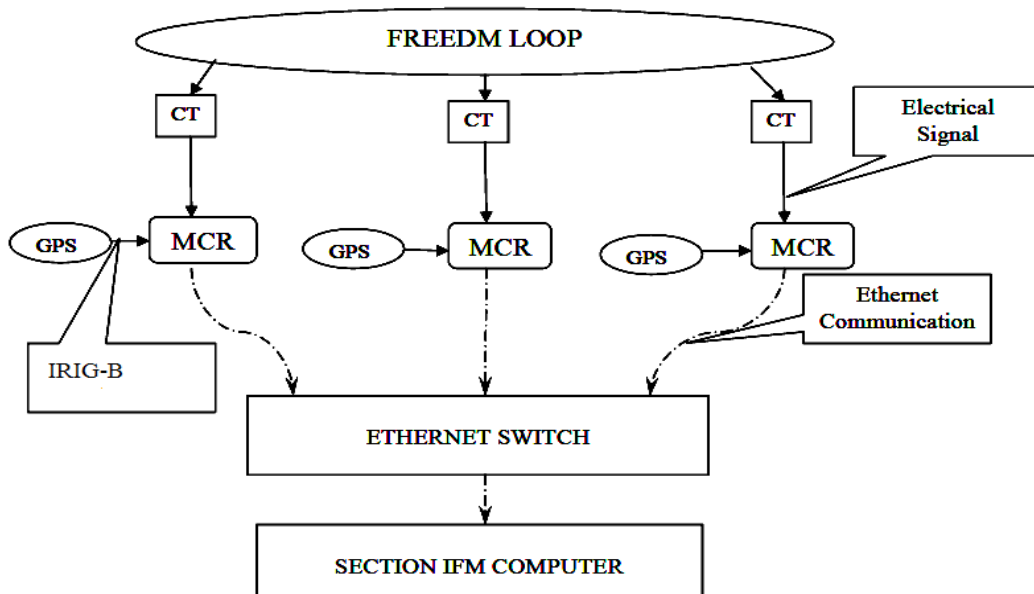 FREEDM LOOP
CT
CT
CT
Electrical
Signal
GPS
MCR
GPS
MCR
GPS
MCR
Ethernet
Communication
IRIG-B
ETHERNET SWITCH
SECTION IFM COMPUTER